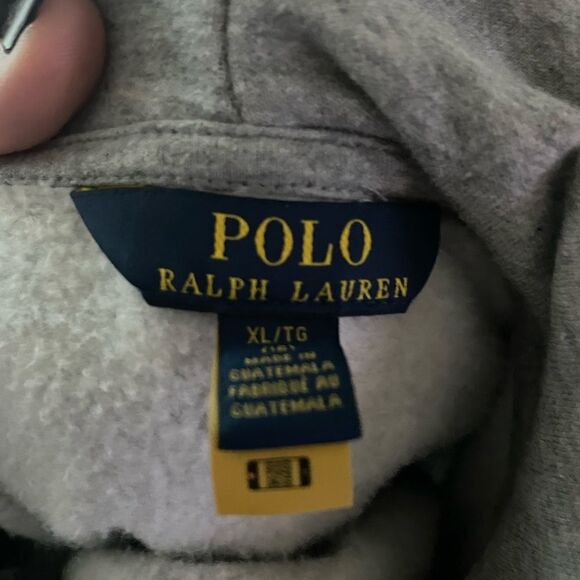 POLO
RALPH LAUREN
XL/TG
MADE IN
GUATEMALA
FABRIQUÉ AU
GUATEMALA